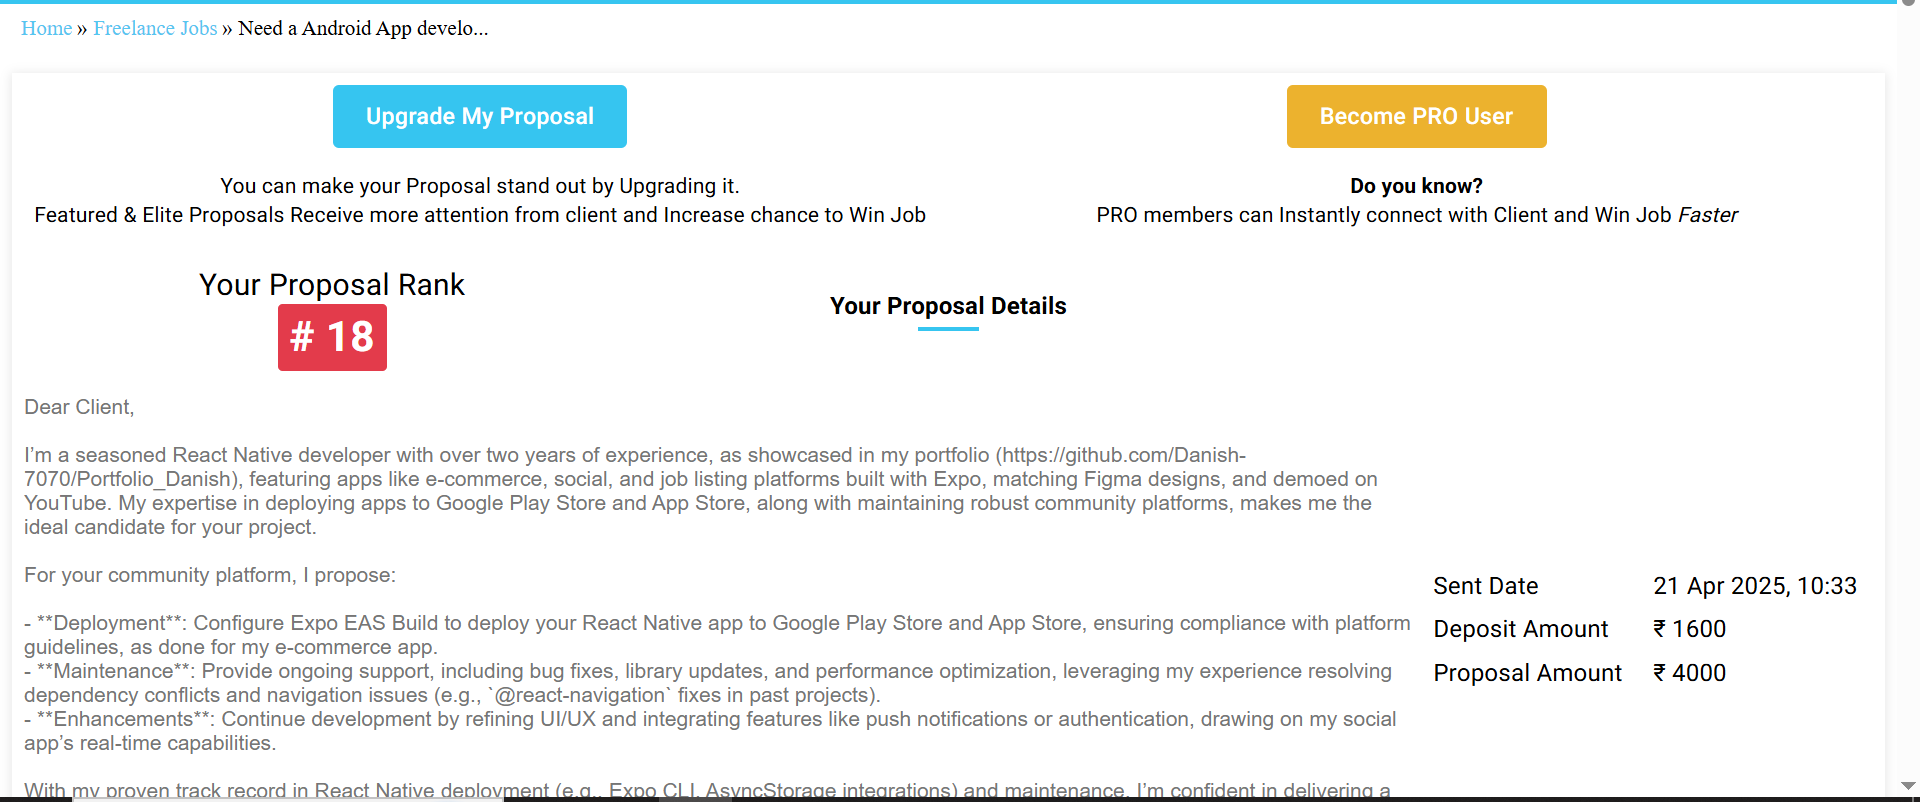 Home » Freelance Jobs » Need a Android App develo...
Upgrade My Proposal
Become PRO User
You can make your Proposal stand out by Upgrading it.
Featured & Elite Proposals Receive more attention from client and Increase chance to Win Job
Do you know?
PRO members can Instantly connect with Client and Win Job Faster
Your Proposal Rank
# 18
Your Proposal Details
Dear Client,
I’m a seasoned React Native developer with over two years of experience, as showcased in my portfolio (https://github.com/Danish-
7070/Portfolio_Danish), featuring apps like e-commerce, social, and job listing platforms built with Expo, matching Figma designs, and demoed on
YouTube. My expertise in deploying apps to Google Play Store and App Store, along with maintaining robust community platforms, makes me the
ideal candidate for your project.
For your community platform, I propose:
- **Deployment**: Configure Expo EAS Build to deploy your React Native app to Google Play Store and App Store, ensuring compliance with platform
guidelines, as done for my e-commerce app.
- **Maintenance**: Provide ongoing support, including bug fixes, library updates, and performance optimization, leveraging my experience resolving
dependency conflicts and navigation issues (e.g., `@react-navigation` fixes in past projects).
- **Enhancements**: Continue development by refining UI/UX and integrating features like push notifications or authentication, drawing on my social
app’s real-time capabilities.
With my proven track record in React Native deployment (e.g., Expo CLI, AsyncStorage integrations) and maintenance, I’m confident in delivering a
Sent Date 21 Apr 2025, 10:33
Deposit Amount ₹ 1600
Proposal Amount ₹ 4000